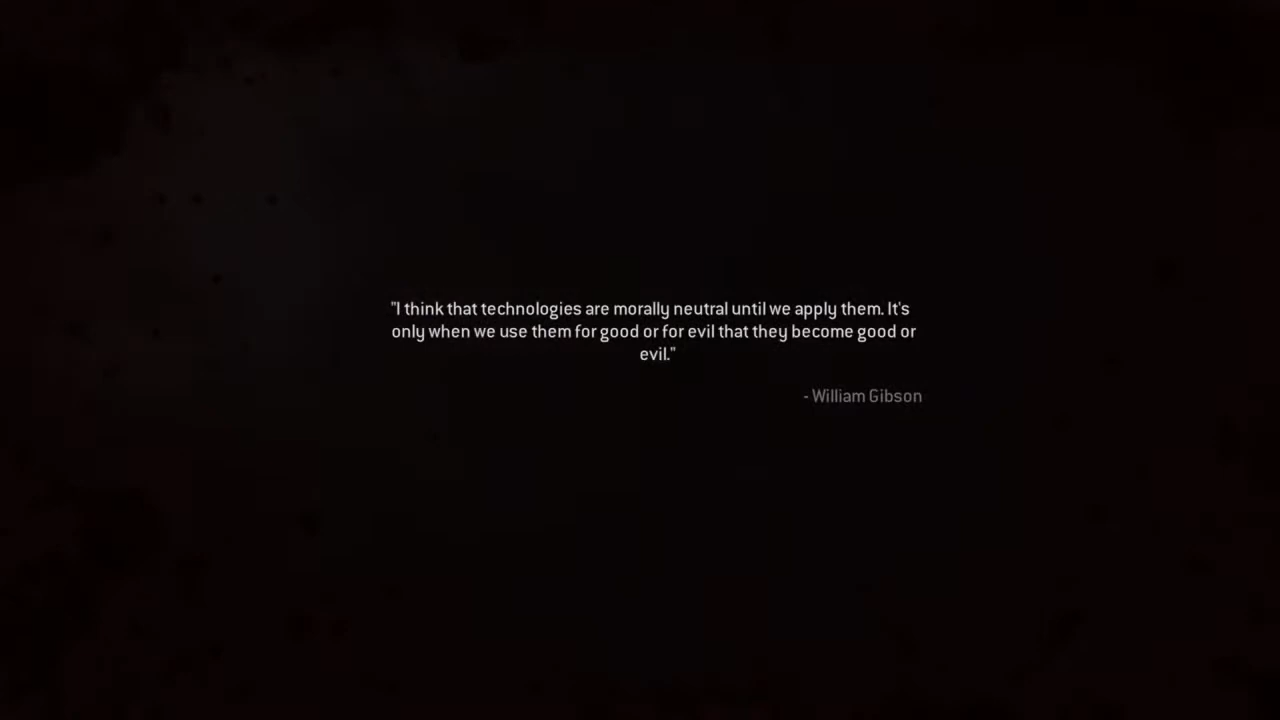 "I think that technologies are morally neutral until we apply them. It's
only when we use them for good or for evil that they become good or
evil."
- William Gibson